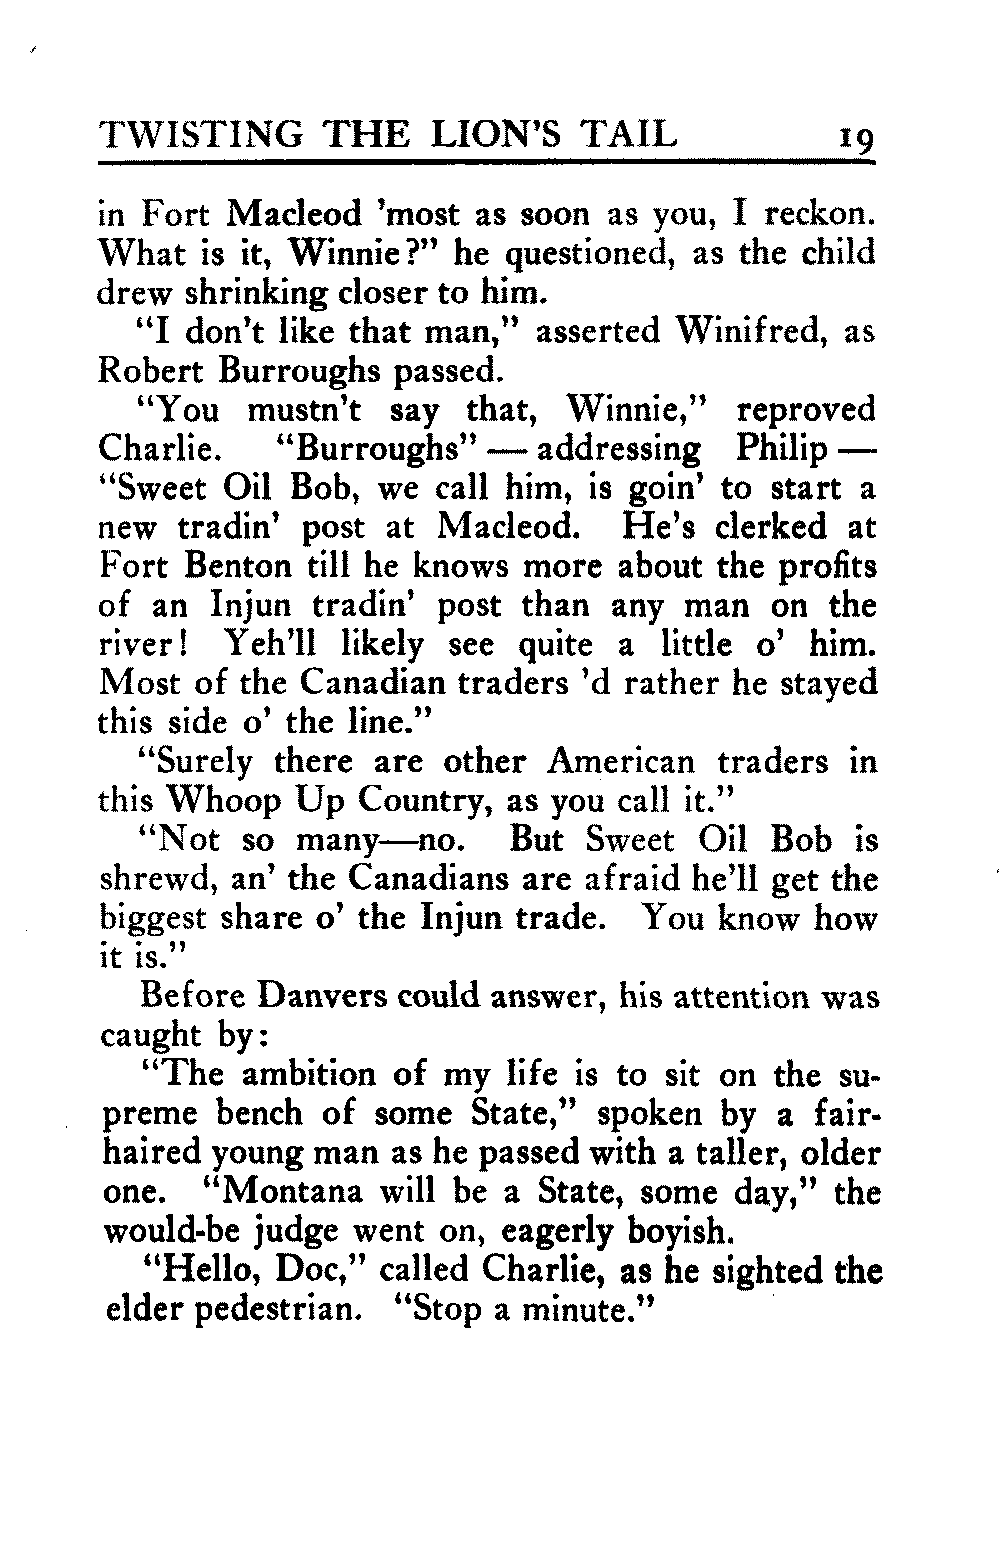 TWISTING THE LION'S TAIL 19
in Fort Macleod 'most as soon as you, I reckon.
What is it, Winnie?" he questioned, as the child
drew shrinking closer to him.
"I don't like that man," asserted Winifred, as
Robert Burroughs passed.
"You mustn't say that, Winnie," reproved
Charlie. "Burroughs" — addressing Philip —
"Sweet Oil Bob, we call him, is goin' to start a
new tradin' post at Macleod. He's clerked at
Fort Benton till he knows more about the profits
of an Injun tradin' post than any man on the
river! Yeh'll likely see quite a little o' him.
Most of the Canadian traders 'd rather he stayed
this side o' the line."
"Surely there are other American traders in
this Whoop Up Country, as you call it."
"Not so many—no. But Sweet Oil Bob is
shrewd, an' the Canadians are afraid he'll get the
biggest share o' the Injun trade. You know how
it is."
Before Danvers could answer, his attention was
caught by:
"The ambition of my life is to sit on the su-
preme bench of some State," spoken by a fair-
haired young man as he passed with a taller, older
one. "Montana will be a State, some day," the
would-be judge went on, eagerly boyish.
"Hello, Doc," called Charlie, as he sighted the
elder pedestrian. "Stop a minute."